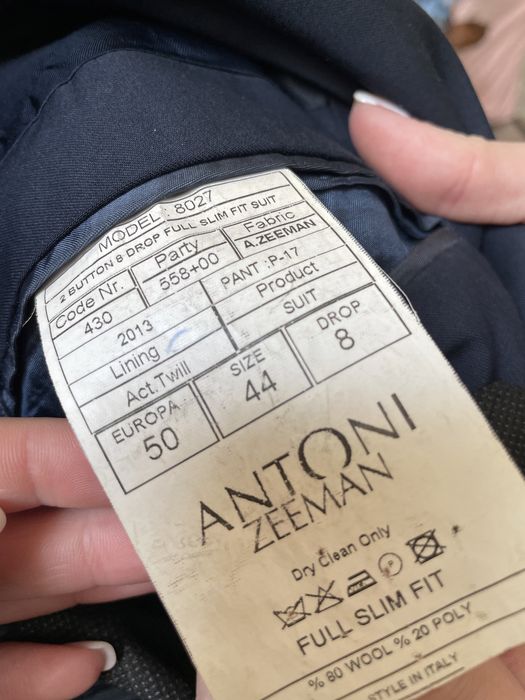 MODEL : 8027
2 BUTTON 8 DROP FULL SLIM FIT SUIT
Code Nr. Party Fabric
430 558+00 A.ZEEMAN
2013 PANT :P-17
Lining Product
Act.Twill SUIT
EUROPA SIZE DROP
50 44 8
ANTONI
ZEEMAN
Dry Clean Only
FULL SLIM FIT
% 80 WOOL % 20 POLY
STYLE IN ITALY